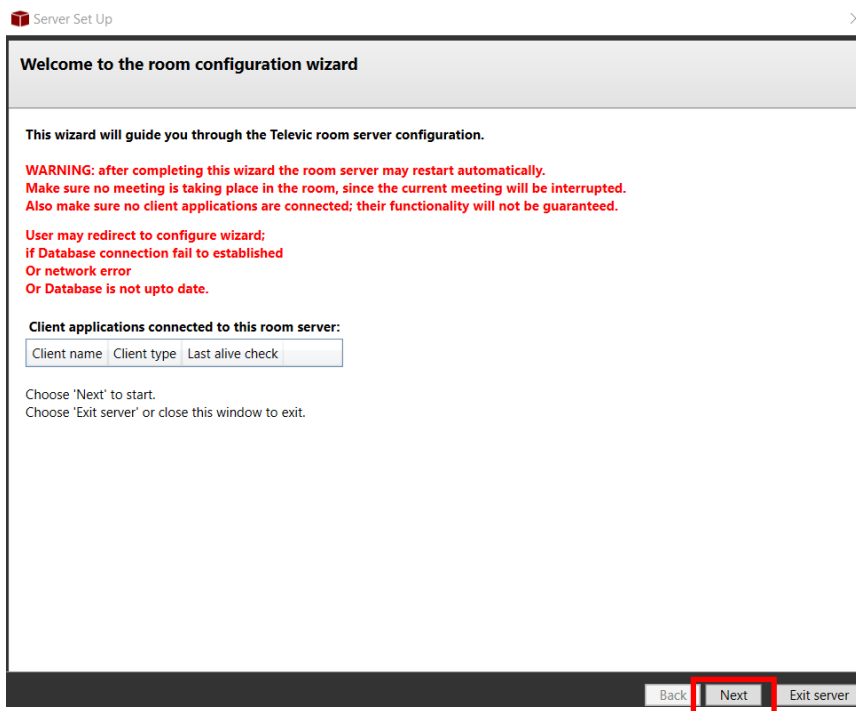 Server Set Up
Welcome to the room configuration wizard
This wizard will guide you through the Televic room server configuration.
WARNING: after completing this wizard the room server may restart automatically.
Make sure no meeting is taking place in the room, since the current meeting will be interrupted.
Also make sure no client applications are connected; their functionality will not be guaranteed.
User may redirect to configure wizard;
if Database connection fail to established
Or network error
Or Database is not upto date.
Client applications connected to this room server:
Client name Client type Last alive check
Choose 'Next' to start.
Choose 'Exit server' or close this window to exit.
Back Next Exit server